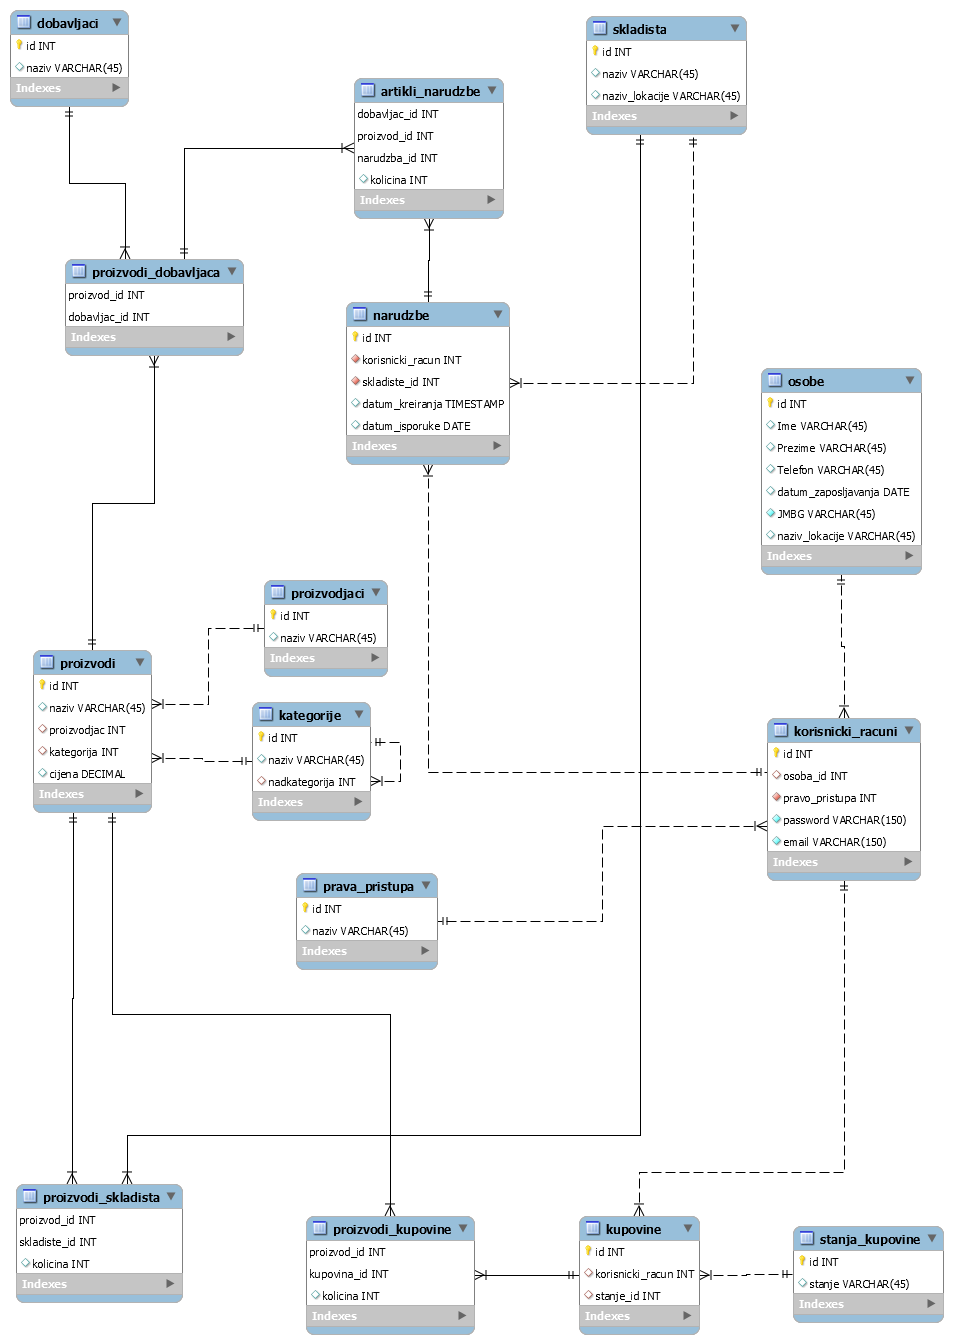 dobavljaci
id INT
naziv VARCHAR(45)
Indexes
skladista
id INT
naziv VARCHAR(45)
naziv_lokacije VARCHAR(45)
Indexes
artikli_narudzbe
dobavljac_id INT
proizvod_id INT
narudzba_id INT
kolicina INT
Indexes
proizvodi_dobavljaca
proizvod_id INT
dobavljac_id INT
Indexes
narudzbe
id INT
korisnicki_racun INT
skladiste_id INT
datum_kreiranja TIMESTAMP
datum_isporuke DATE
Indexes
osobe
id INT
Ime VARCHAR(45)
Prezime VARCHAR(45)
Telefon VARCHAR(45)
datum_zaposljavanja DATE
JMBG VARCHAR(45)
naziv_lokacije VARCHAR(45)
Indexes
proizvodjaci
id INT
naziv VARCHAR(45)
Indexes
proizvodi
id INT
naziv VARCHAR(45)
proizvodjac INT
kategorija INT
cijena DECIMAL
Indexes
kategorije
id INT
naziv VARCHAR(45)
nadkategorija INT
Indexes
korisnicki_racuni
id INT
osoba_id INT
pravo_pristupa INT
password VARCHAR(150)
email VARCHAR(150)
Indexes
prava_pristupa
id INT
naziv VARCHAR(45)
Indexes
proizvodi_skladista
proizvod_id INT
skladiste_id INT
kolicina INT
Indexes
proizvodi_kupovine
proizvod_id INT
kupovina_id INT
kolicina INT
Indexes
kupovine
id INT
korisnicki_racun INT
stanje_id INT
Indexes
stanja_kupovine
id INT
stanje VARCHAR(45)
Indexes